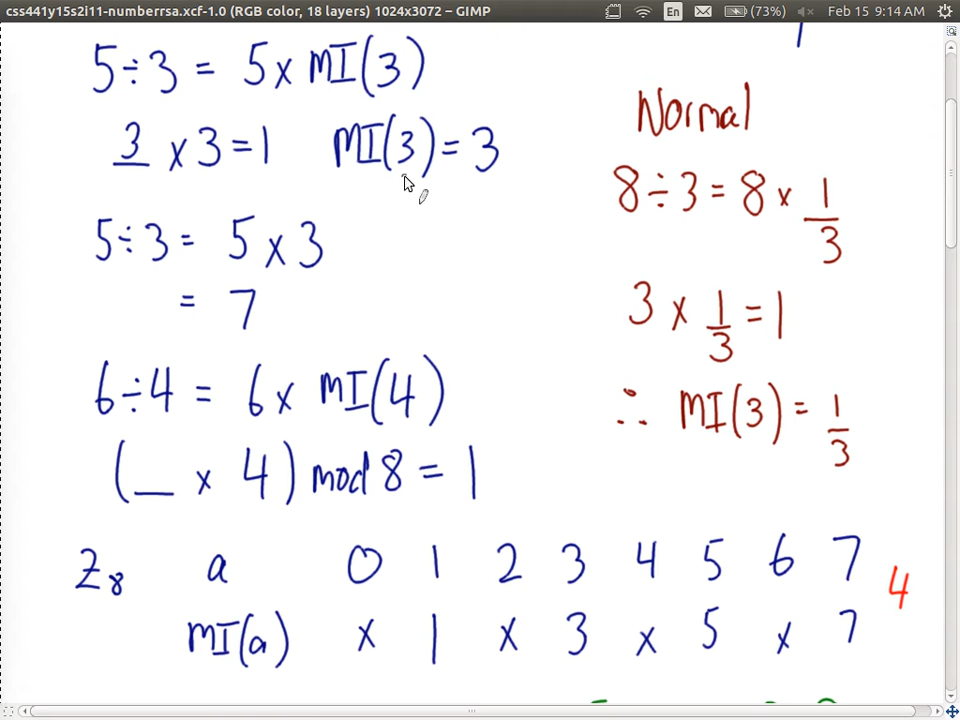 css441y15s2i11-numberrsa.xcf-1.0 (RGB color, 18 layers) 1024x3072 – GIMP
En
(73%)
Feb 15 9:14 AM
5 ÷ 3 = 5 x MI(3)
3 x 3 = 1 MI(3) = 3
5 ÷ 3 = 5 x 3
= 7
6 ÷ 4 = 6 x MI(4)
(_ x 4) mod 8 = 1
Normal
8 ÷ 3 = 8 x 1/3
3 x 1/3 = 1
∴ MI(3) = 1/3
Z8 a 0 1 2 3 4 5 6 7
4
MI(a) x 1 x 3 x 5 x 7